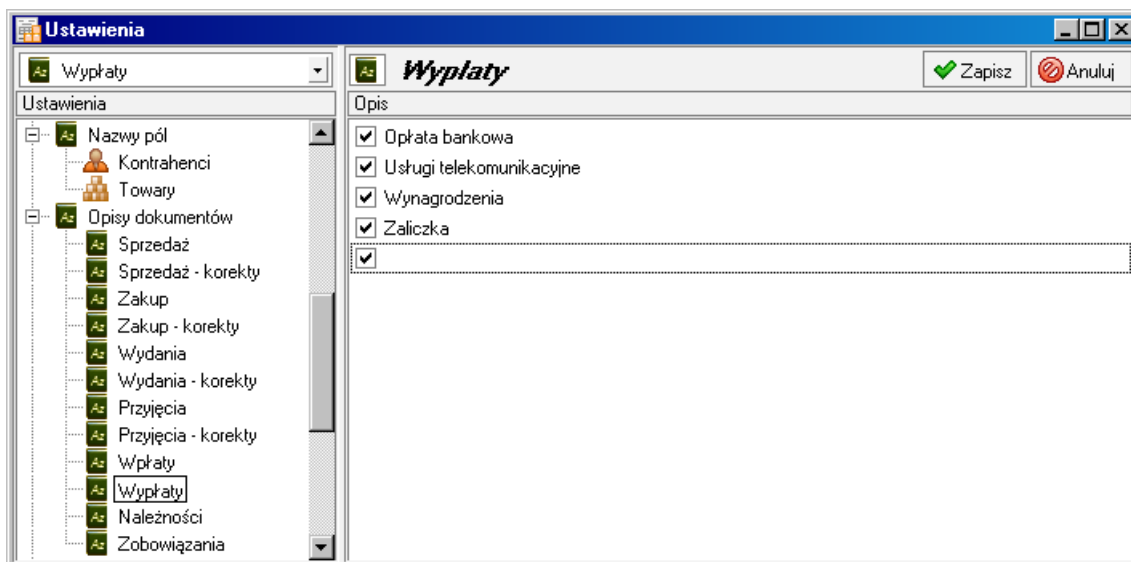 Ustawienia
Wypłaty
Wypłaty
Zapisz
Anuluj
Ustawienia
Opis
Nazwy pól
Kontrahenci
Towary
Opisy dokumentów
Sprzedaż
Sprzedaż - korekty
Zakup
Zakup - korekty
Wydania
Wydania - korekty
Przyjęcia
Przyjęcia - korekty
Wpłaty
Wypłaty
Należności
Zobowiązania
Opłata bankowa
Usługi telekomunikacyjne
Wynagrodzenia
Zaliczka